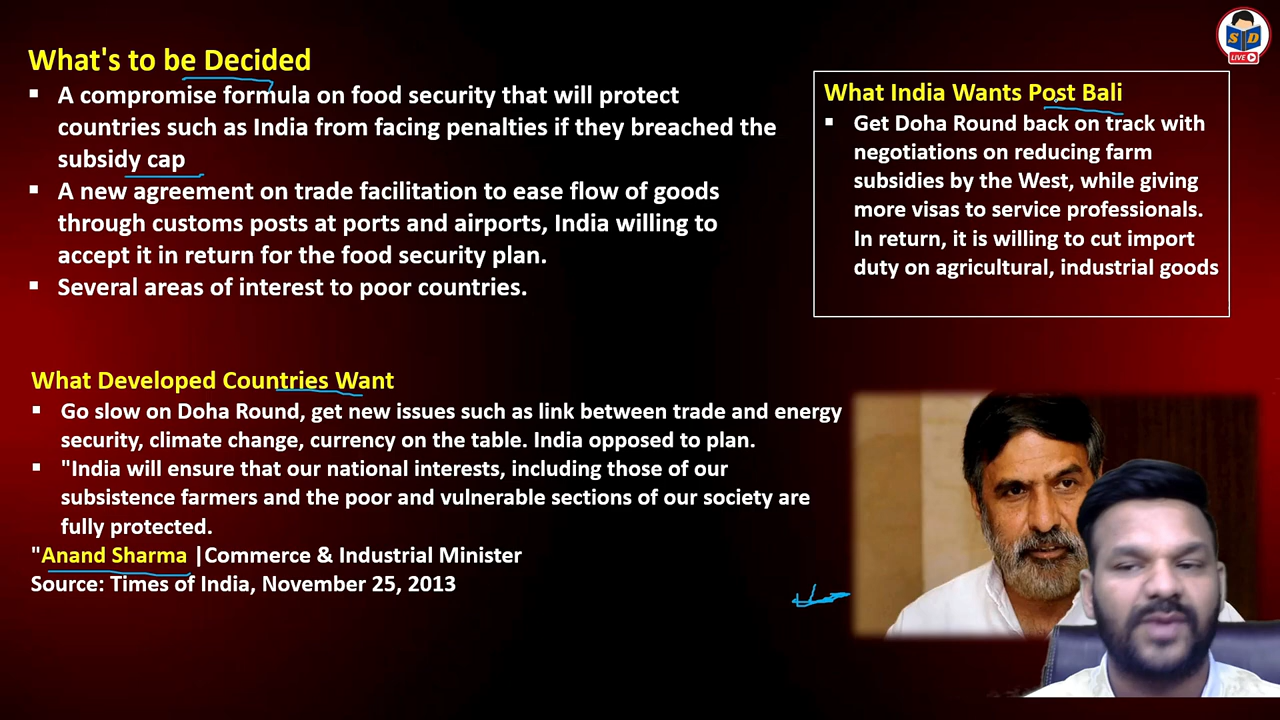 What's to be Decided
▪ A compromise formula on food security that will protect
countries such as India from facing penalties if they breached the
subsidy cap
▪ A new agreement on trade facilitation to ease flow of goods
through customs posts at ports and airports, India willing to
accept it in return for the food security plan.
▪ Several areas of interest to poor countries.
What India Wants Post Bali
▪ Get Doha Round back on track with
negotiations on reducing farm
subsidies by the West, while giving
more visas to service professionals.
In return, it is willing to cut import
duty on agricultural, industrial goods
What Developed Countries Want
▪ Go slow on Doha Round, get new issues such as link between trade and energy
security, climate change, currency on the table. India opposed to plan.
▪ "India will ensure that our national interests, including those of our
subsistence farmers and the poor and vulnerable sections of our society are
fully protected.
"Anand Sharma |Commerce & Industrial Minister
Source: Times of India, November 25, 2013
S D
LIVE